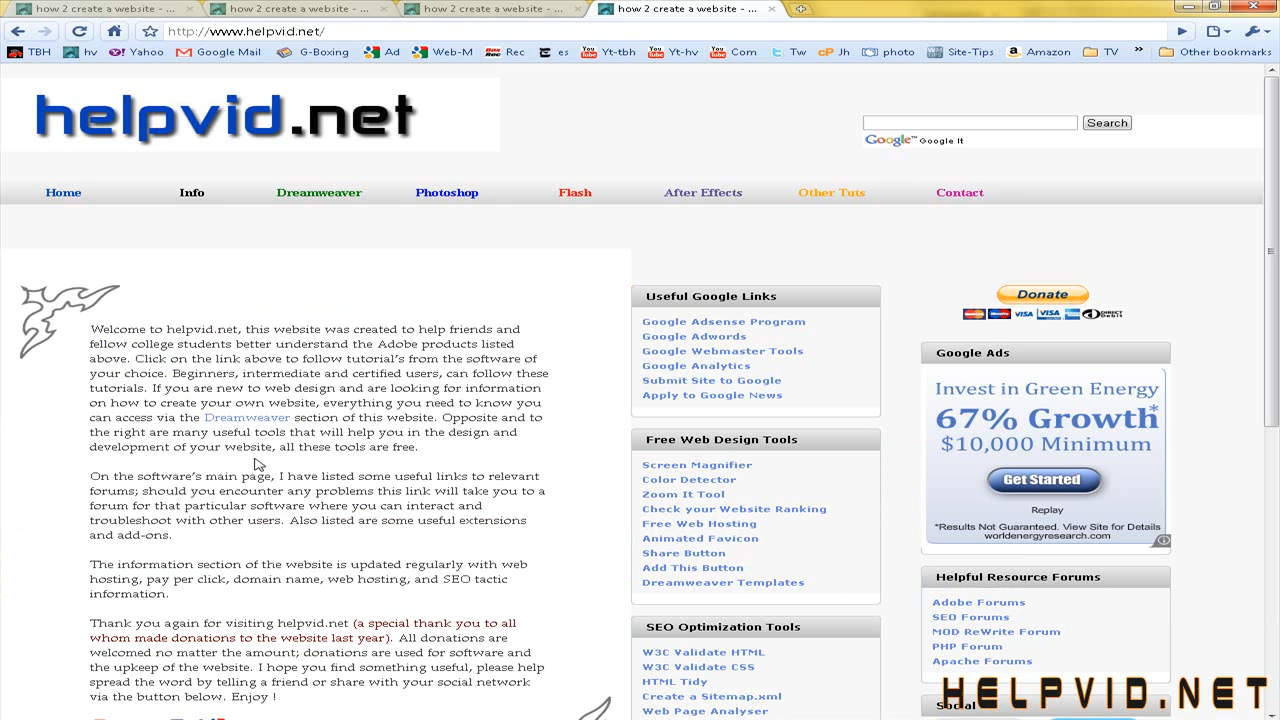 how 2 create a website - ...
how 2 create a website - ...
how 2 create a website - ...
how 2 create a website - ...
http://www.helpvid.net/
TBH hv Yahoo Google Mail G-Boxing Ad Web-M Rec es Yt-tbh Yt-hv Com Tw Jh photo Site-Tips Amazon TV » Other bookmarks
helpvid.net
Search
Google™ Google It
Home Info Dreamweaver Photoshop Flash After Effects Other Tuts Contact
Welcome to helpvid.net, this website was created to help friends and
fellow college students better understand the Adobe products listed
above. Click on the link above to follow tutorial's from the software of
your choice. Beginners, intermediate and certified users, can follow these
tutorials. If you are new to web design and are looking for information
on how to create your own website, everything you need to know you
can access via the Dreamweaver section of this website. Opposite and to
the right are many useful tools that will help you in the design and
development of your website, all these tools are free.
On the software's main page, I have listed some useful links to relevant
forums; should you encounter any problems this link will take you to a
forum for that particular software where you can interact and
troubleshoot with other users. Also listed are some useful extensions
and add-ons.
The information section of the website is updated regularly with web
hosting, pay per click, domain name, web hosting, and SEO tactic
information.
Thank you again for visiting helpvid.net (a special thank you to all
whom made donations to the website last year). All donations are
welcomed no matter the amount; donations are used for software and
the upkeep of the website. I hope you find something useful, please help
spread the word by telling a friend or share with your social network
via the button below. Enjoy !
Useful Google Links
Google Adsense Program
Google Adwords
Google Webmaster Tools
Google Analytics
Submit Site to Google
Apply to Google News
Free Web Design Tools
Screen Magnifier
Color Detector
Zoom It Tool
Check your Website Ranking
Free Web Hosting
Animated Favicon
Share Button
Add This Button
Dreamweaver Templates
SEO Optimization Tools
W3C Validate HTML
W3C Validate CSS
HTML Tidy
Create a Sitemap.xml
Web Page Analyser
Donate
VISA VISA DIRECT Debit
Google Ads
Invest in Green Energy
67% Growth*
$10,000 Minimum
Get Started
Replay
*Results Not Guaranteed. View Site for Details
worldenergyresearch.com
Helpful Resource Forums
Adobe Forums
SEO Forums
MOD ReWrite Forum
PHP Forum
Apache Forums
Social
HELPVID.NET